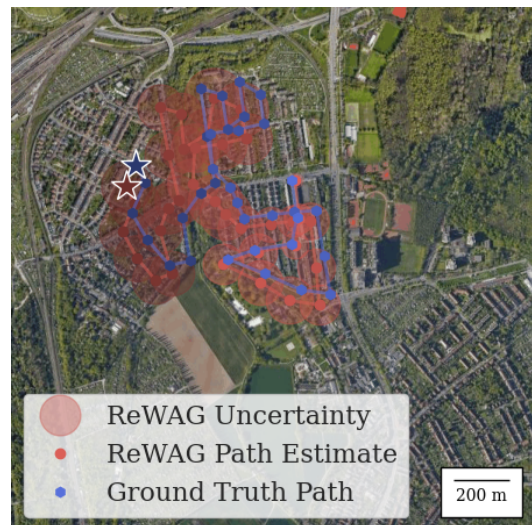 ReWAG Uncertainty
ReWAG Path Estimate
Ground Truth Path
200 m